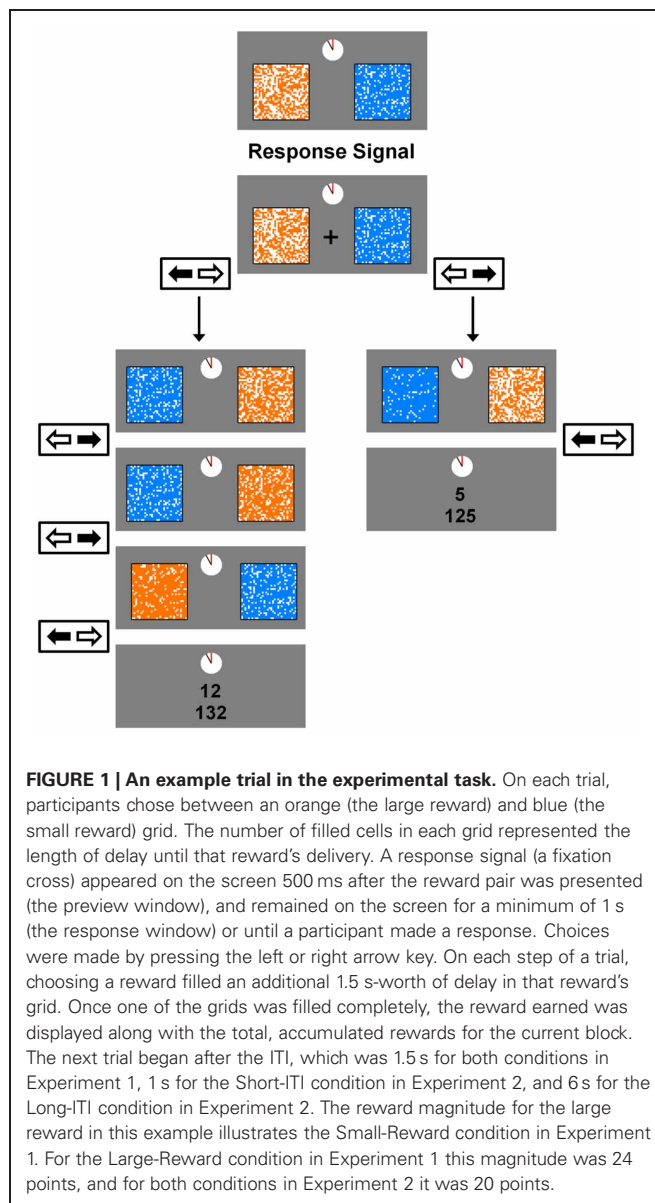 Response Signal
+
5
125
12
132
FIGURE 1 | An example trial in the experimental task. On each trial,
participants chose between an orange (the large reward) and blue (the
small reward) grid. The number of filled cells in each grid represented the
length of delay until that reward's delivery. A response signal (a fixation
cross) appeared on the screen 500 ms after the reward pair was presented
(the preview window), and remained on the screen for a minimum of 1 s
(the response window) or until a participant made a response. Choices
were made by pressing the left or right arrow key. On each step of a trial,
choosing a reward filled an additional 1.5 s-worth of delay in that reward's
grid. Once one of the grids was filled completely, the reward earned was
displayed along with the total, accumulated rewards for the current block.
The next trial began after the ITI, which was 1.5 s for both conditions in
Experiment 1, 1 s for the Short-ITI condition in Experiment 2, and 6 s for the
Long-ITI condition in Experiment 2. The reward magnitude for the large
reward in this example illustrates the Small-Reward condition in Experiment
1. For the Large-Reward condition in Experiment 1 this magnitude was 24
points, and for both conditions in Experiment 2 it was 20 points.